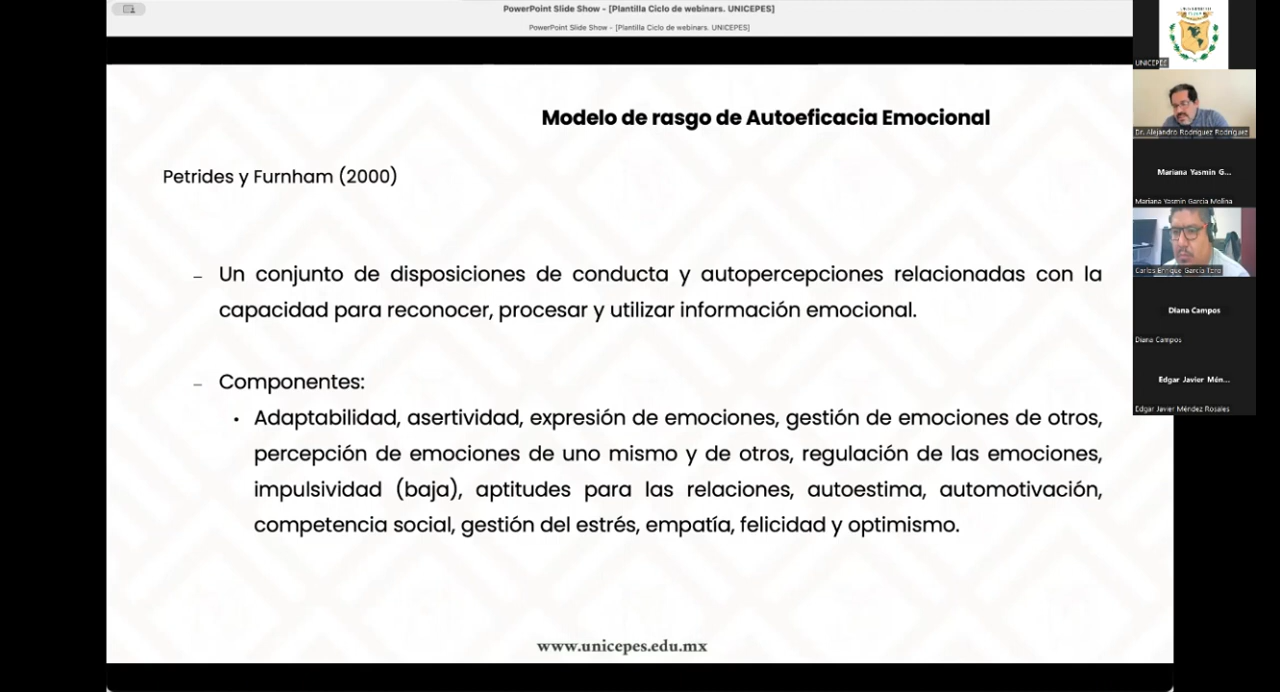 PowerPoint Slide Show - [Plantilla Ciclo de webinars. UNICEPES]
PowerPoint Slide Show - [Plantilla Ciclo de webinars. UNICEPES]
Modelo de rasgo de Autoeficacia Emocional
Petrides y Furnham (2000)
– Un conjunto de disposiciones de conducta y autopercepciones relacionadas con la
capacidad para reconocer, procesar y utilizar información emocional.
– Componentes:
• Adaptabilidad, asertividad, expresión de emociones, gestión de emociones de otros,
percepción de emociones de uno mismo y de otros, regulación de las emociones,
impulsividad (baja), aptitudes para las relaciones, autoestima, automotivación,
competencia social, gestión del estrés, empatía, felicidad y optimismo.
www.unicepes.edu.mx
UNICEPES
Dr. Alejandro Rodríguez Rodríguez
Mariana Yasmin G...
Mariana Yasmin García Molina
Carlos Enrique García Toro
Diana Campos
Diana Campos
Edgar Javier Mén...
Edgar Javier Méndez Rosales